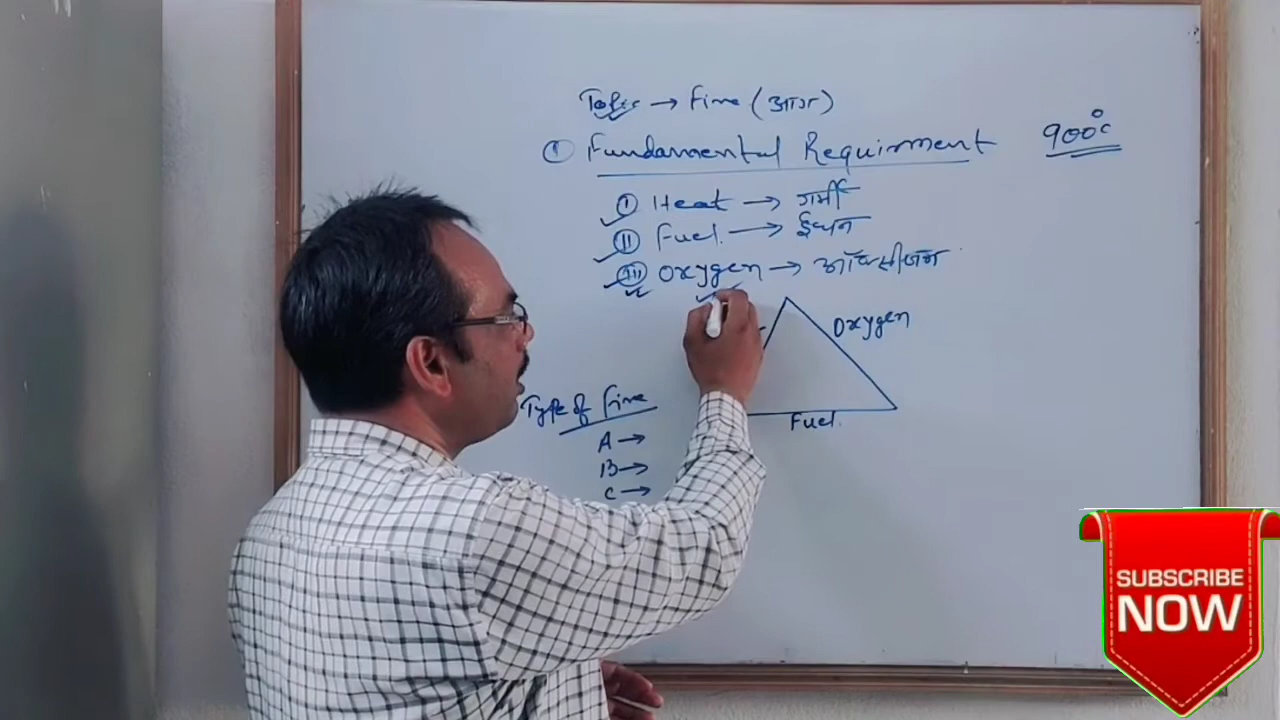 Topic → Fire (आग)
① Fundamental Requirment 900°c
① Heat → गर्मी
② Fuel. → ईंधन
③ Oxygen → ऑक्सीजन
Oxygen
Fuel.
Type of Fire
A →
B →
C →
SUBSCRIBE
NOW